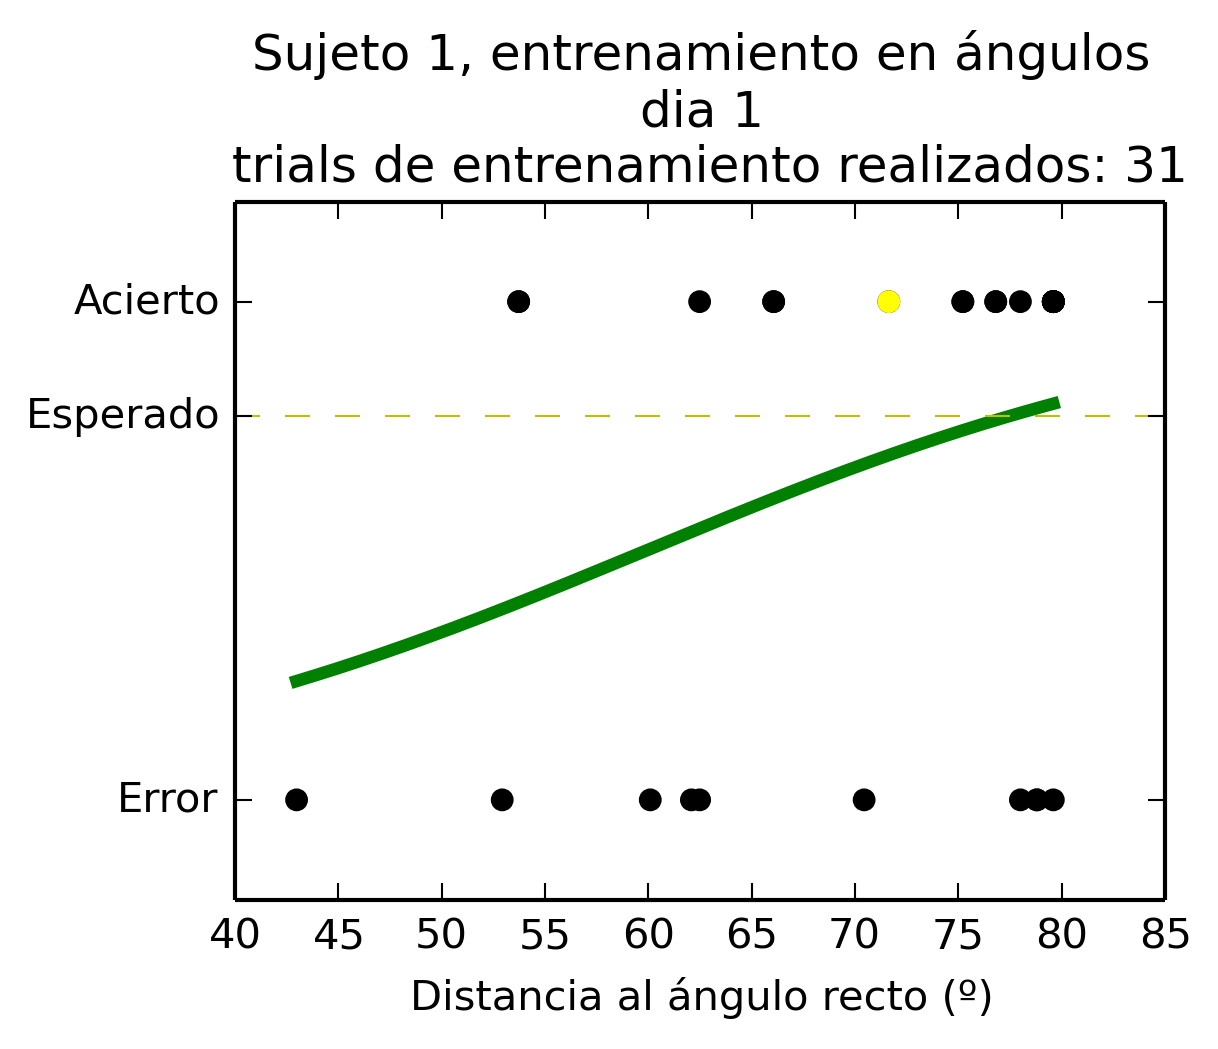 Sujeto 1, entrenamiento en ángulos
dia 1
trials de entrenamiento realizados: 31
Acierto
Esperado
Error
40 45 50 55 60 65 70 75 80 85
Distancia al ángulo recto (º)